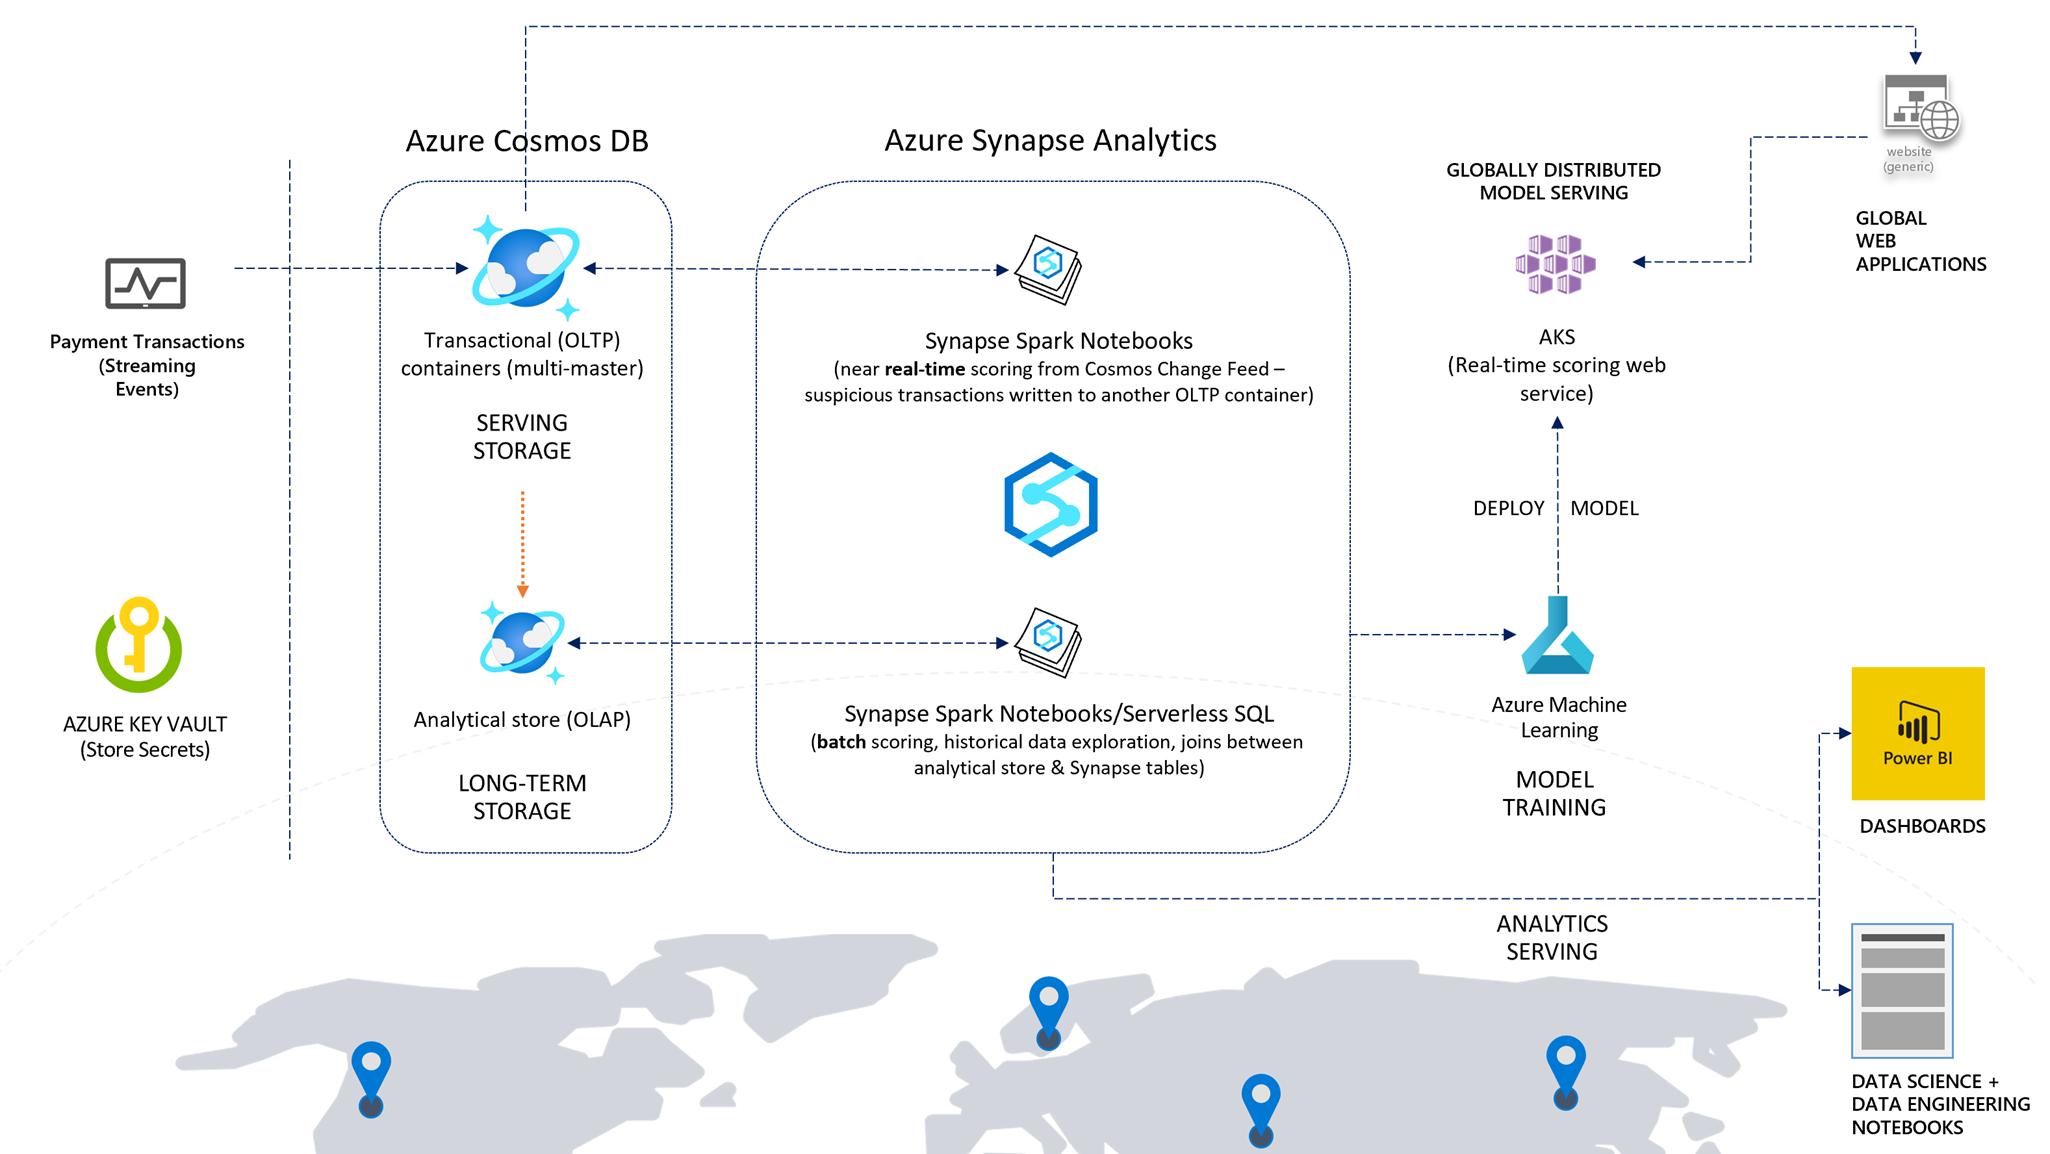 Azure Cosmos DB
Azure Synapse Analytics
website
(generic)
GLOBALLY DISTRIBUTED
MODEL SERVING
GLOBAL
WEB
APPLICATIONS
Payment Transactions
(Streaming
Events)
Transactional (OLTP)
containers (multi-master)
SERVING
STORAGE
Synapse Spark Notebooks
(near real-time scoring from Cosmos Change Feed –
suspicious transactions written to another OLTP container)
AKS
(Real-time scoring web
service)
DEPLOY
MODEL
AZURE KEY VAULT
(Store Secrets)
Analytical store (OLAP)
LONG-TERM
STORAGE
Synapse Spark Notebooks/Serverless SQL
(batch scoring, historical data exploration, joins between
analytical store & Synapse tables)
Azure Machine
Learning
MODEL
TRAINING
Power BI
DASHBOARDS
ANALYTICS
SERVING
DATA SCIENCE +
DATA ENGINEERING
NOTEBOOKS